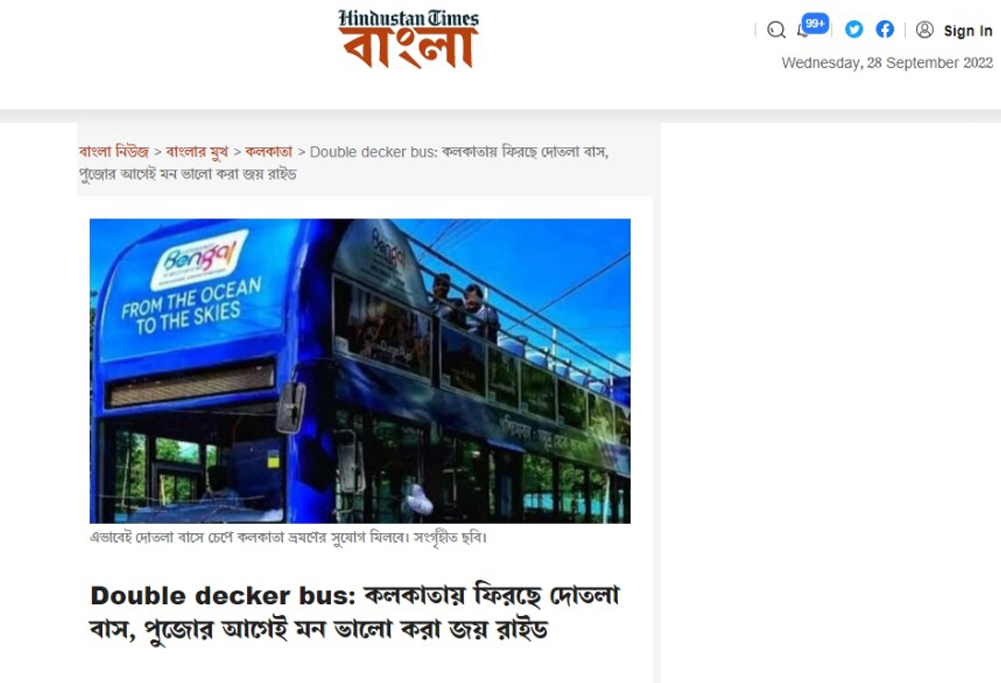 Hindustan Times
বাংলা
99+
Sign In
Wednesday, 28 September 2022
বাংলা নিউজ > বাংলার মুখ > কলকাতা > Double decker bus: কলকাতায় ফিরছে দোতলা বাস,
পুজোর আগেই মন ভালো করা জয় রাইড
Bengal
FROM THE OCEAN
TO THE SKIES
Bengal
এভাবেই দোতলা বাসে চেপে কলকাতা ভ্রমণের সুযোগ মিলবে। সংগৃহীত ছবি।
Double decker bus: কলকাতায় ফিরছে দোতলা
বাস, পুজোর আগেই মন ভালো করা জয় রাইড